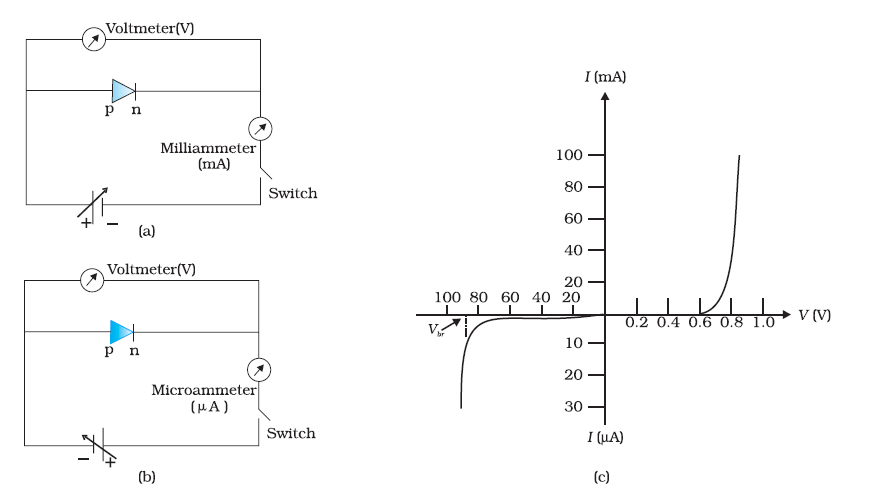 Voltmeter(V)
p n
Milliammeter
(mA)
Switch
+ −
(a)
Voltmeter(V)
p n
Microammeter
(μA)
Switch
− +
(b)
I (mA)
100
80
60
40
20
100 80 60 40 20
V (V)
0.2 0.4 0.6 0.8 1.0
Vbr
10
20
30
I (μA)
(c)